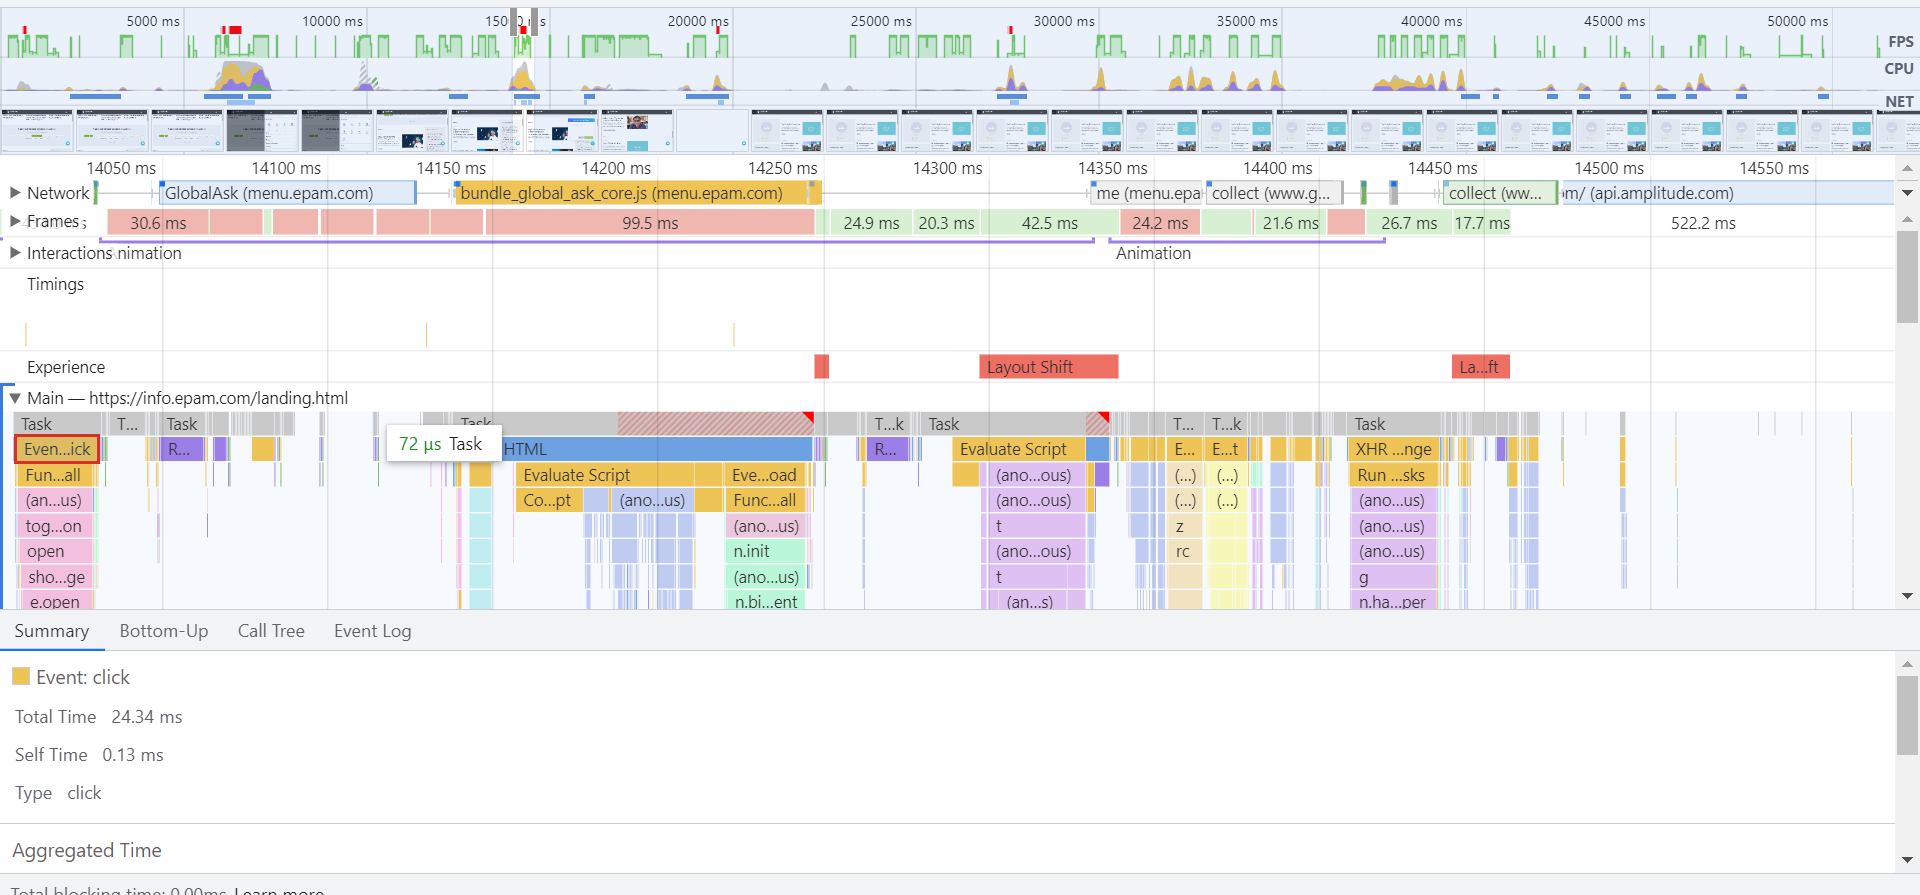 5000 ms 10000 ms 15000 ms 20000 ms 25000 ms 30000 ms 35000 ms 40000 ms 45000 ms 50000 ms
FPS
CPU
NET
14050 ms 14100 ms 14150 ms 14200 ms 14250 ms 14300 ms 14350 ms 14400 ms 14450 ms 14500 ms 14550 ms
Network GlobalAsk (menu.epam.com) bundle_global_ask_core.js (menu.epam.com) me (menu.epa collect (www.g... collect (ww... m/ (api.amplitude.com)
Frames 30.6 ms 99.5 ms 24.9 ms 20.3 ms 42.5 ms 24.2 ms 21.6 ms 26.7 ms 17.7 ms 522.2 ms
Interactions nimation Animation
Timings
Experience Layout Shift La...ft
Main — https://info.epam.com/landing.html
Task T... Task Task T...k Task T... T...k Task
Even...ick R... 72 μs Task HTML R... Evaluate Script E... E...t XHR ...nge
Fun...all Evaluate Script Eve...oad (ano...ous) (...) (...) Run ...sks
(an...us) Co...pt (ano...us) Func...all (ano...ous) (...) (...) (ano...us)
tog...on (ano...us) t z (ano...us)
open n.init (ano...ous) rc (ano...us)
sho...ge (ano...us) t g
e.open n.bi...ent (an...s) n.ha...per
Summary Bottom-Up Call Tree Event Log
Event: click
Total Time 24.34 ms
Self Time 0.13 ms
Type click
Aggregated Time
Total blocking time: 0.00ms Learn more